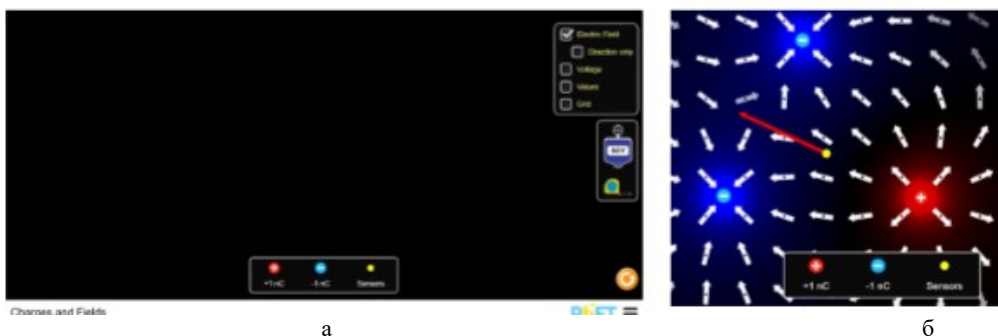 Electric Field
Direction only
Voltage
Values
Grid
+1 nC
-1 nC
Sensors
Charges and Fields
PhET
+1 nC
-1 nC
Sensors
а
б